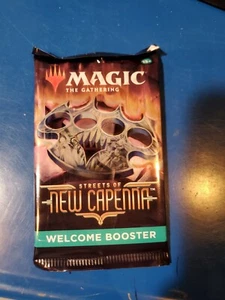 MAGIC
THE GATHERING
STREETS OF
NEW CAPENNA
WELCOME BOOSTER